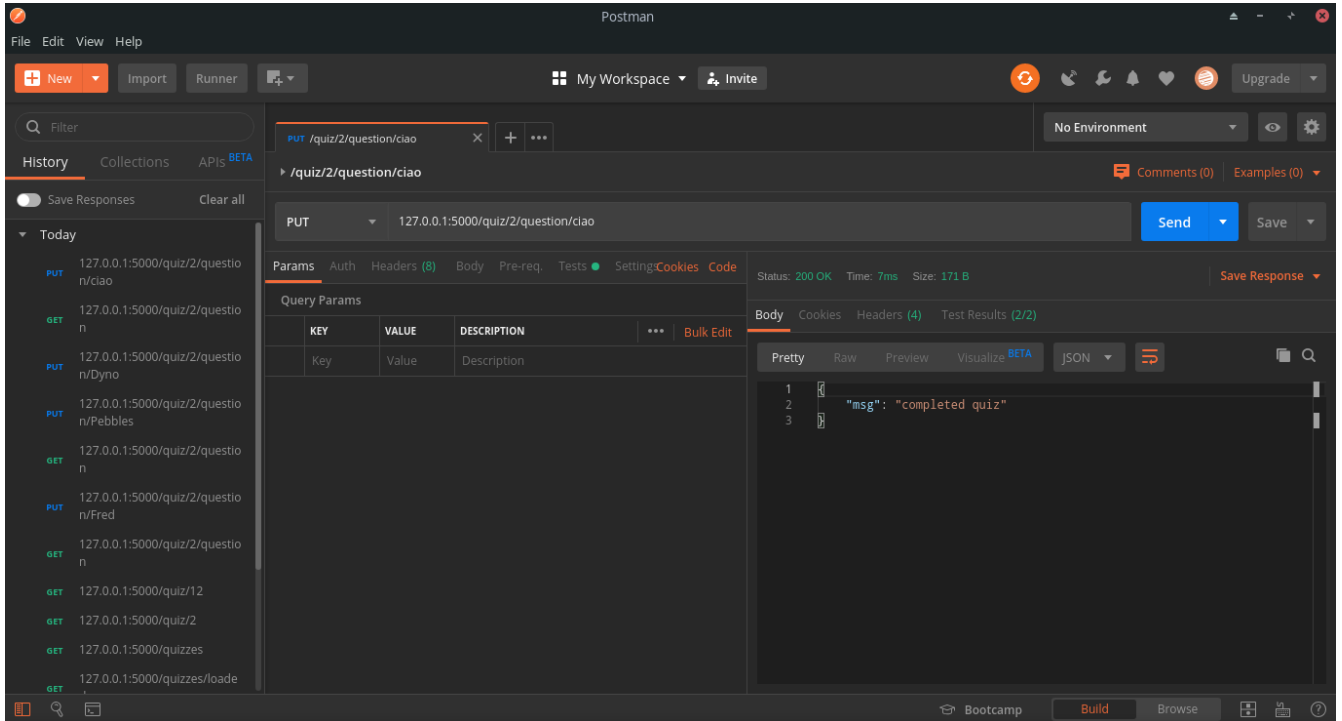 Postman
File Edit View Help
New Import Runner My Workspace Invite Upgrade
Filter
History Collections APIs BETA
Save Responses Clear all
Today
PUT 127.0.0.1:5000/quiz/2/questio
n/ciao
GET 127.0.0.1:5000/quiz/2/questio
n
PUT 127.0.0.1:5000/quiz/2/questio
n/Dyno
PUT 127.0.0.1:5000/quiz/2/questio
n/Pebbles
GET 127.0.0.1:5000/quiz/2/questio
n
PUT 127.0.0.1:5000/quiz/2/questio
n/Fred
GET 127.0.0.1:5000/quiz/2/questio
n
GET 127.0.0.1:5000/quiz/12
GET 127.0.0.1:5000/quiz/2
GET 127.0.0.1:5000/quizzes
GET 127.0.0.1:5000/quizzes/loade
PUT /quiz/2/question/ciao
No Environment
/quiz/2/question/ciao
Comments (0) Examples (0)
PUT 127.0.0.1:5000/quiz/2/question/ciao
Send Save
Params Auth Headers (8) Body Pre-req. Tests Settings Cookies Code
Query Params
KEY VALUE DESCRIPTION ••• Bulk Edit
Key Value Description
Status: 200 OK Time: 7ms Size: 171 B Save Response
Body Cookies Headers (4) Test Results (2/2)
Pretty Raw Preview Visualize BETA JSON
1 {
2 "msg": "completed quiz"
3 }
Bootcamp Build Browse